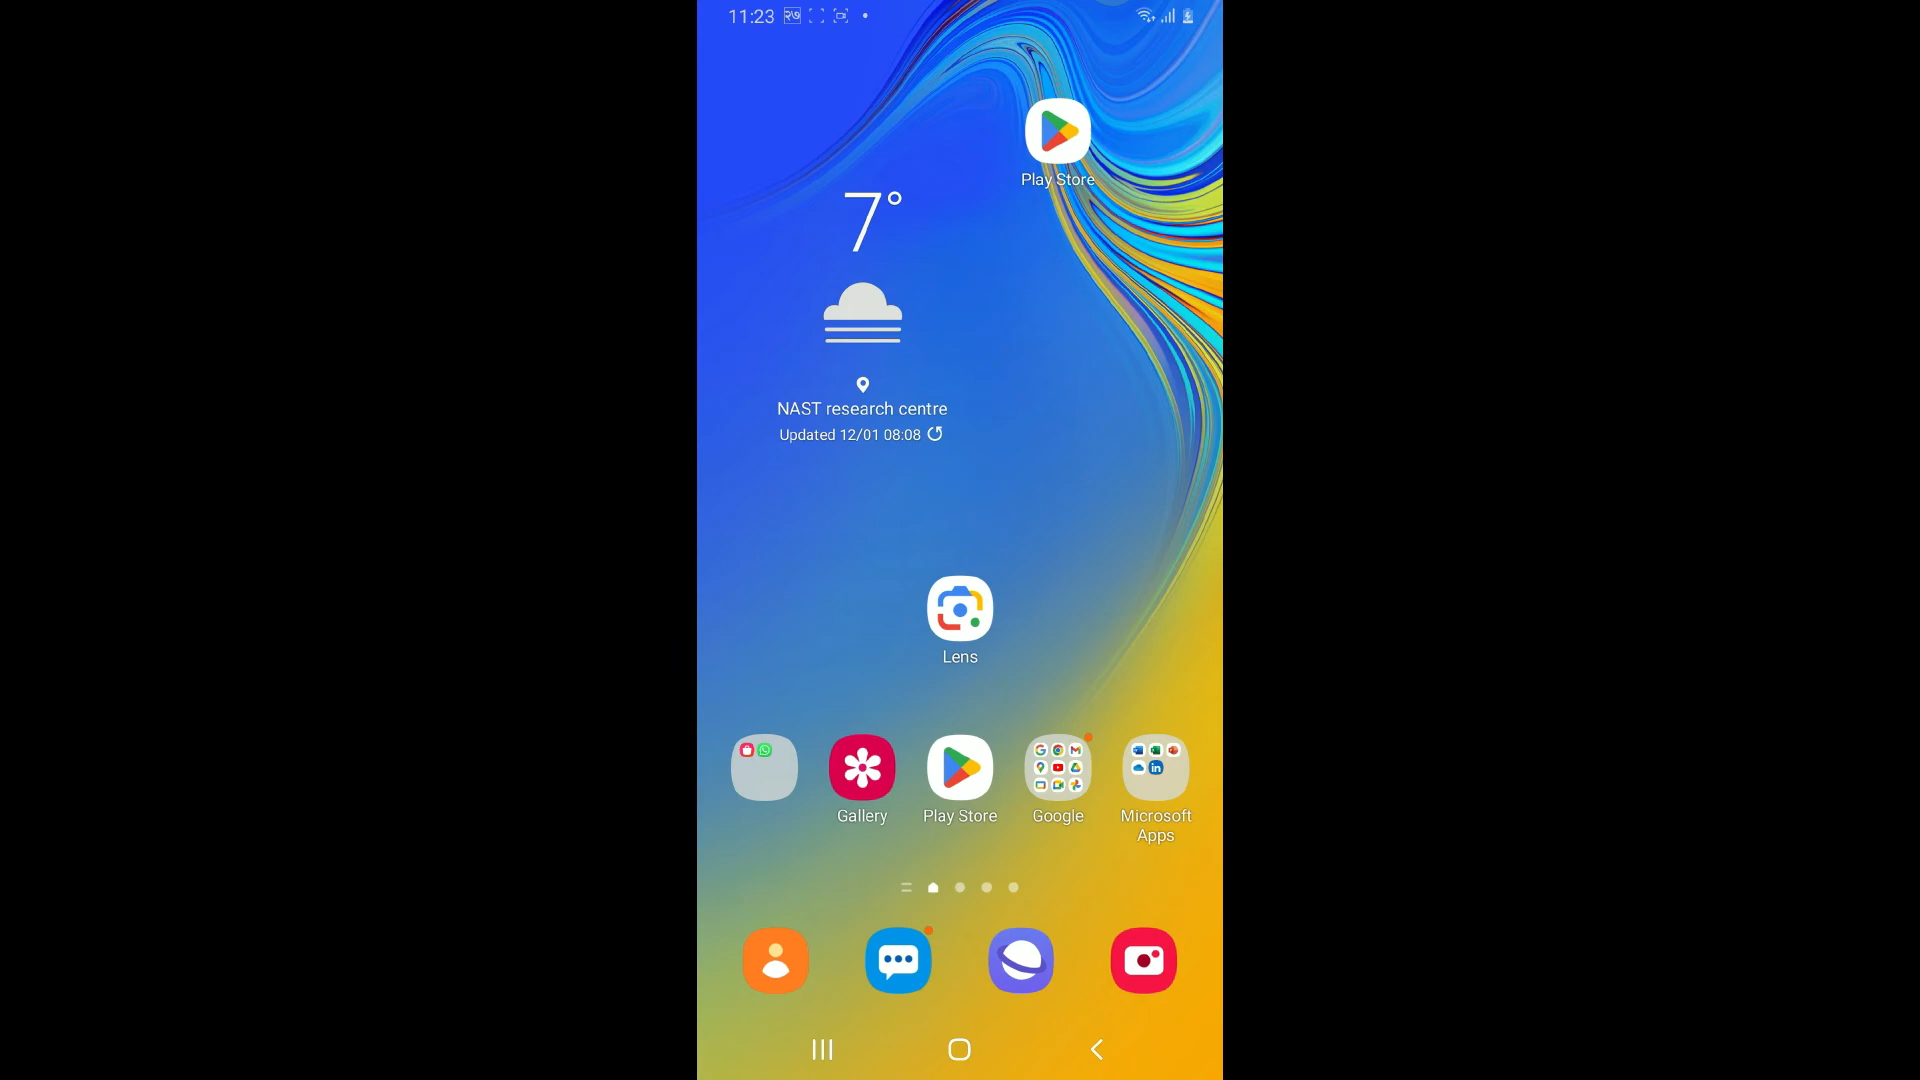 11:23
Play Store
7°
NAST research centre
Updated 12/01 08:08
Lens
Gallery
Play Store
Google
Microsoft
Apps